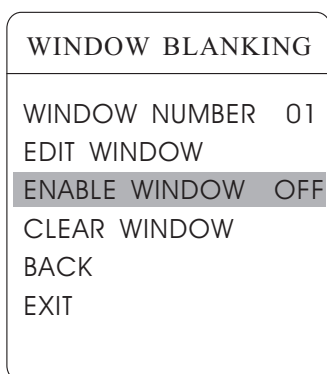 WINDOW BLANKING
WINDOW NUMBER 01
EDIT WINDOW
ENABLE WINDOW OFF
CLEAR WINDOW
BACK
EXIT